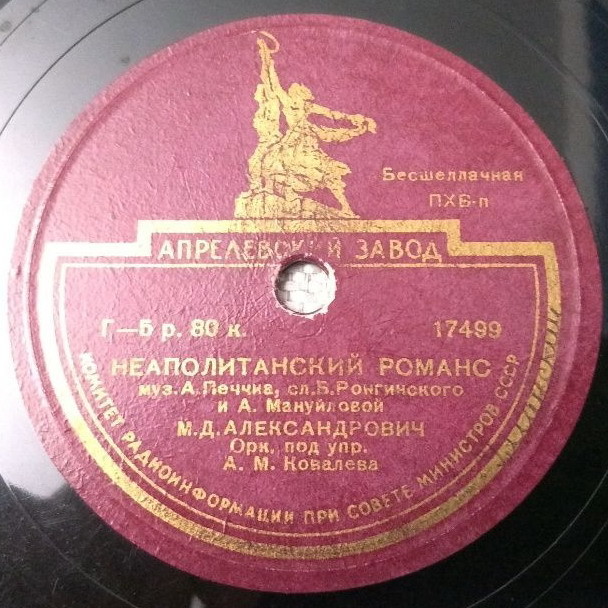 Бесшеллачная
ПХБ-п
АПРЕЛЕВСКИЙ ЗАВОД
Г—Б р. 80 к. 17499
НЕАПОЛИТАНСКИЙ РОМАНС
муз. А. Печчиа, сл. Б. Ронгинского
и А. Мануйловой
М. Д. АЛЕКСАНДРОВИЧ
Орк. под упр.
А. М. Ковалева
КОМИТЕТ РАДИОИНФОРМАЦИИ ПРИ СОВЕТЕ МИНИСТРОВ СССР